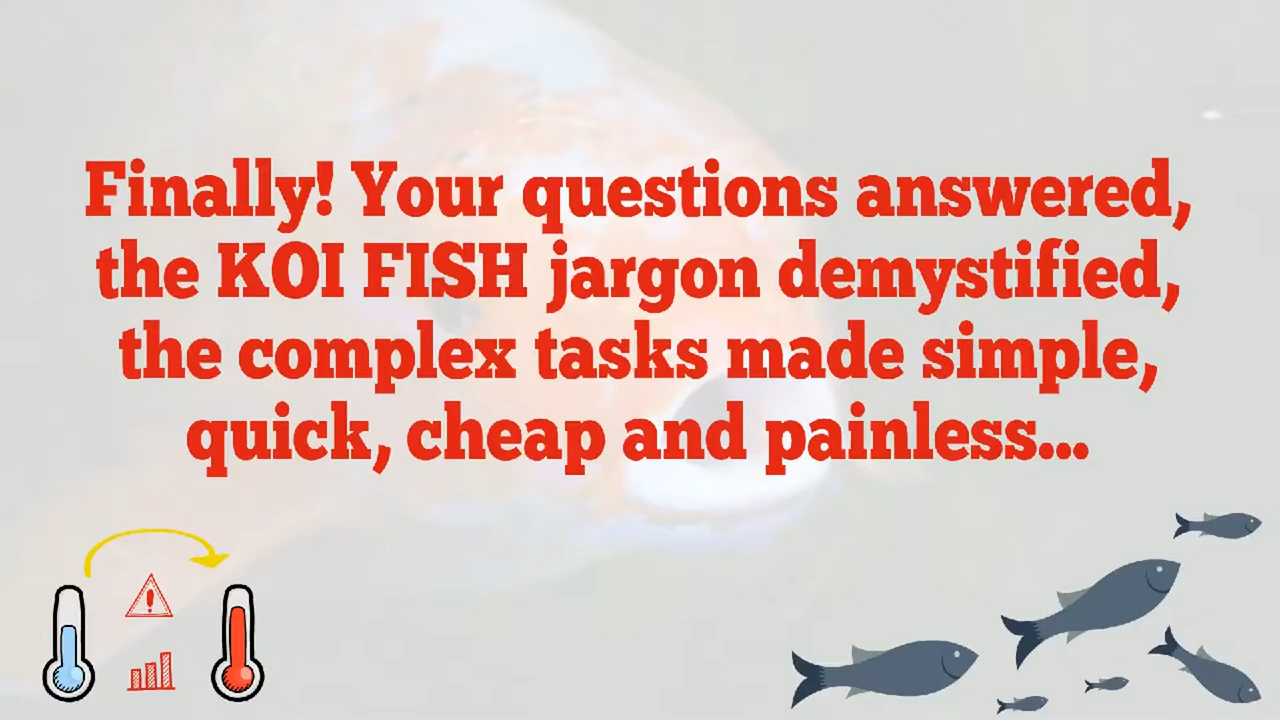 Finally! Your questions answered,
the KOI FISH jargon demystified,
the complex tasks made simple,
quick, cheap and painless...